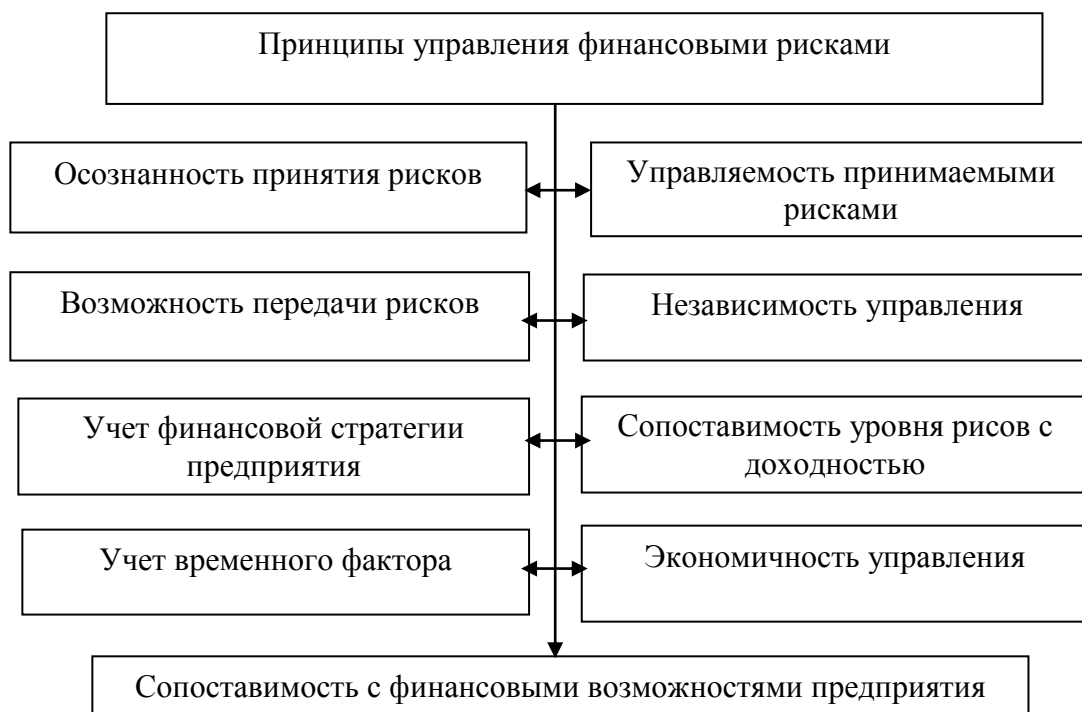 Принципы управления финансовыми рисками
Осознанность принятия рисков
Управляемость принимаемыми
рисками
Возможность передачи рисков
Независимость управления
Учет финансовой стратегии
предприятия
Сопоставимость уровня рисов с
доходностью
Учет временного фактора
Экономичность управления
Сопоставимость с финансовыми возможностями предприятия